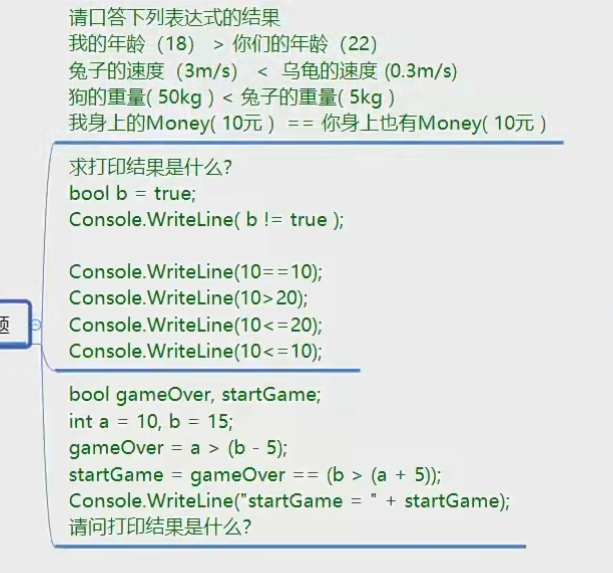 请口答下列表达式的结果
我的年龄（18） > 你们的年龄（22）
兔子的速度（3m/s） < 乌龟的速度 (0.3m/s)
狗的重量( 50kg ) < 兔子的重量( 5kg )
我身上的Money( 10元 ) == 你身上也有Money( 10元 )
求打印结果是什么?
bool b = true;
Console.WriteLine( b != true );
Console.WriteLine(10==10);
Console.WriteLine(10>20);
Console.WriteLine(10<=20);
Console.WriteLine(10<=10);
题
bool gameOver, startGame;
int a = 10, b = 15;
gameOver = a > (b - 5);
startGame = gameOver == (b > (a + 5));
Console.WriteLine("startGame = " + startGame);
请问打印结果是什么?